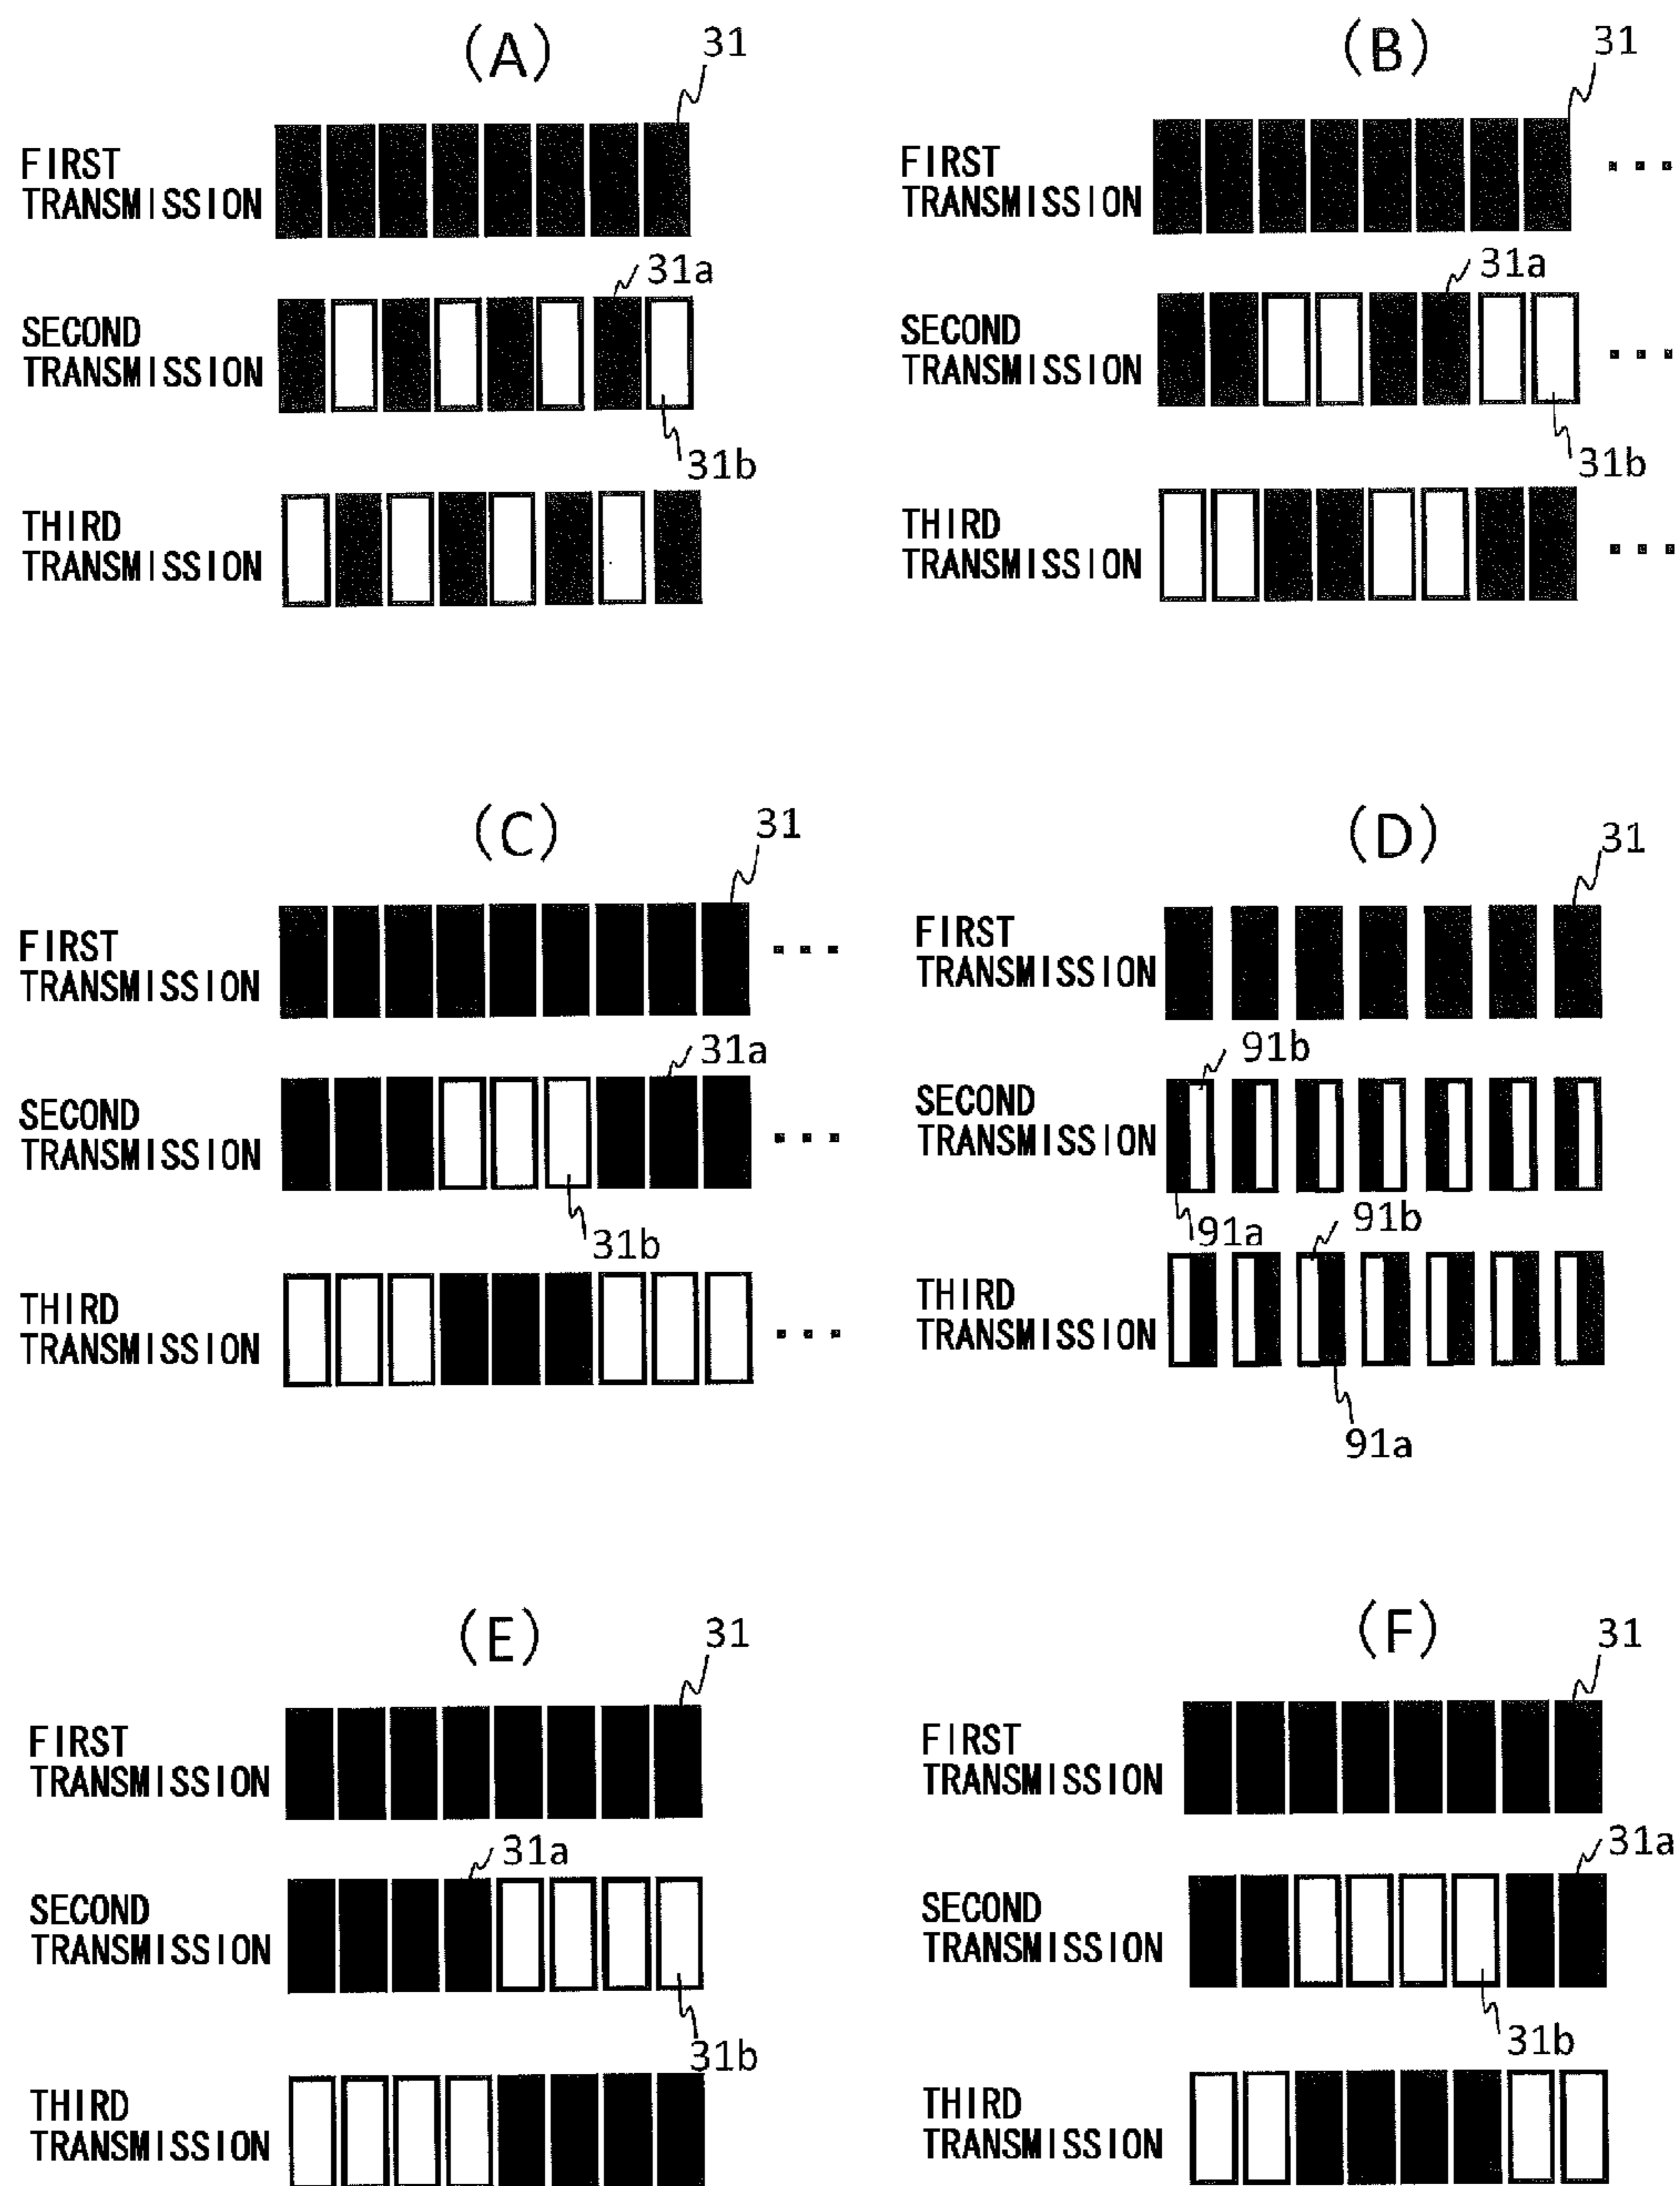 (A)
31
FIRST
TRANSMISSION
31a
SECOND
TRANSMISSION
31b
THIRD
TRANSMISSION
(B)
31
FIRST
TRANSMISSION
...
31a
SECOND
TRANSMISSION
...
31b
THIRD
TRANSMISSION
...
(C)
31
FIRST
TRANSMISSION
...
31a
SECOND
TRANSMISSION
...
31b
THIRD
TRANSMISSION
...
(D)
31
FIRST
TRANSMISSION
91b
SECOND
TRANSMISSION
91a
91b
THIRD
TRANSMISSION
91a
(E)
31
FIRST
TRANSMISSION
31a
SECOND
TRANSMISSION
31b
THIRD
TRANSMISSION
(F)
31
FIRST
TRANSMISSION
31a
SECOND
TRANSMISSION
31b
THIRD
TRANSMISSION